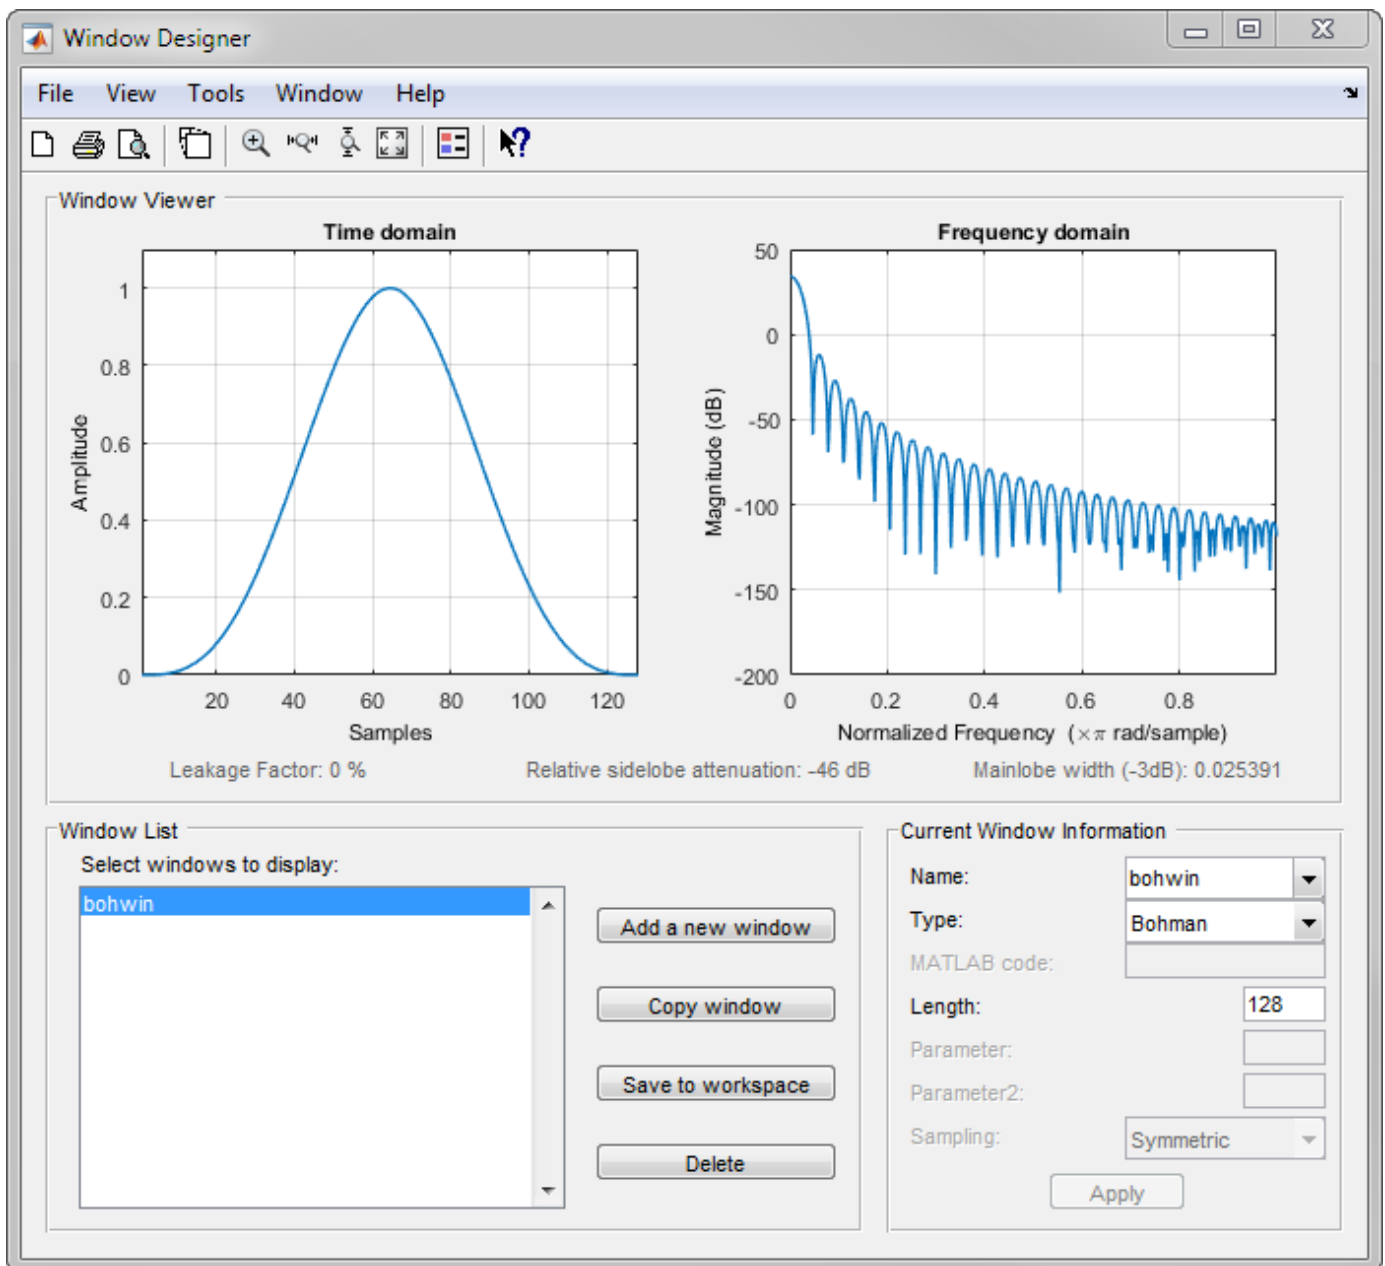 Window Designer
File View Tools Window Help
Window Viewer
Time domain
Amplitude
1
0.8
0.6
0.4
0.2
0
20 40 60 80 100 120
Samples
Frequency domain
Magnitude (dB)
50
0
-50
-100
-150
-200
0 0.2 0.4 0.6 0.8
Normalized Frequency (×π rad/sample)
Leakage Factor: 0 % Relative sidelobe attenuation: -46 dB Mainlobe width (-3dB): 0.025391
Window List
Select windows to display:
bohwin
Add a new window
Copy window
Save to workspace
Delete
Current Window Information
Name: bohwin
Type: Bohman
MATLAB code:
Length: 128
Parameter:
Parameter2:
Sampling: Symmetric
Apply